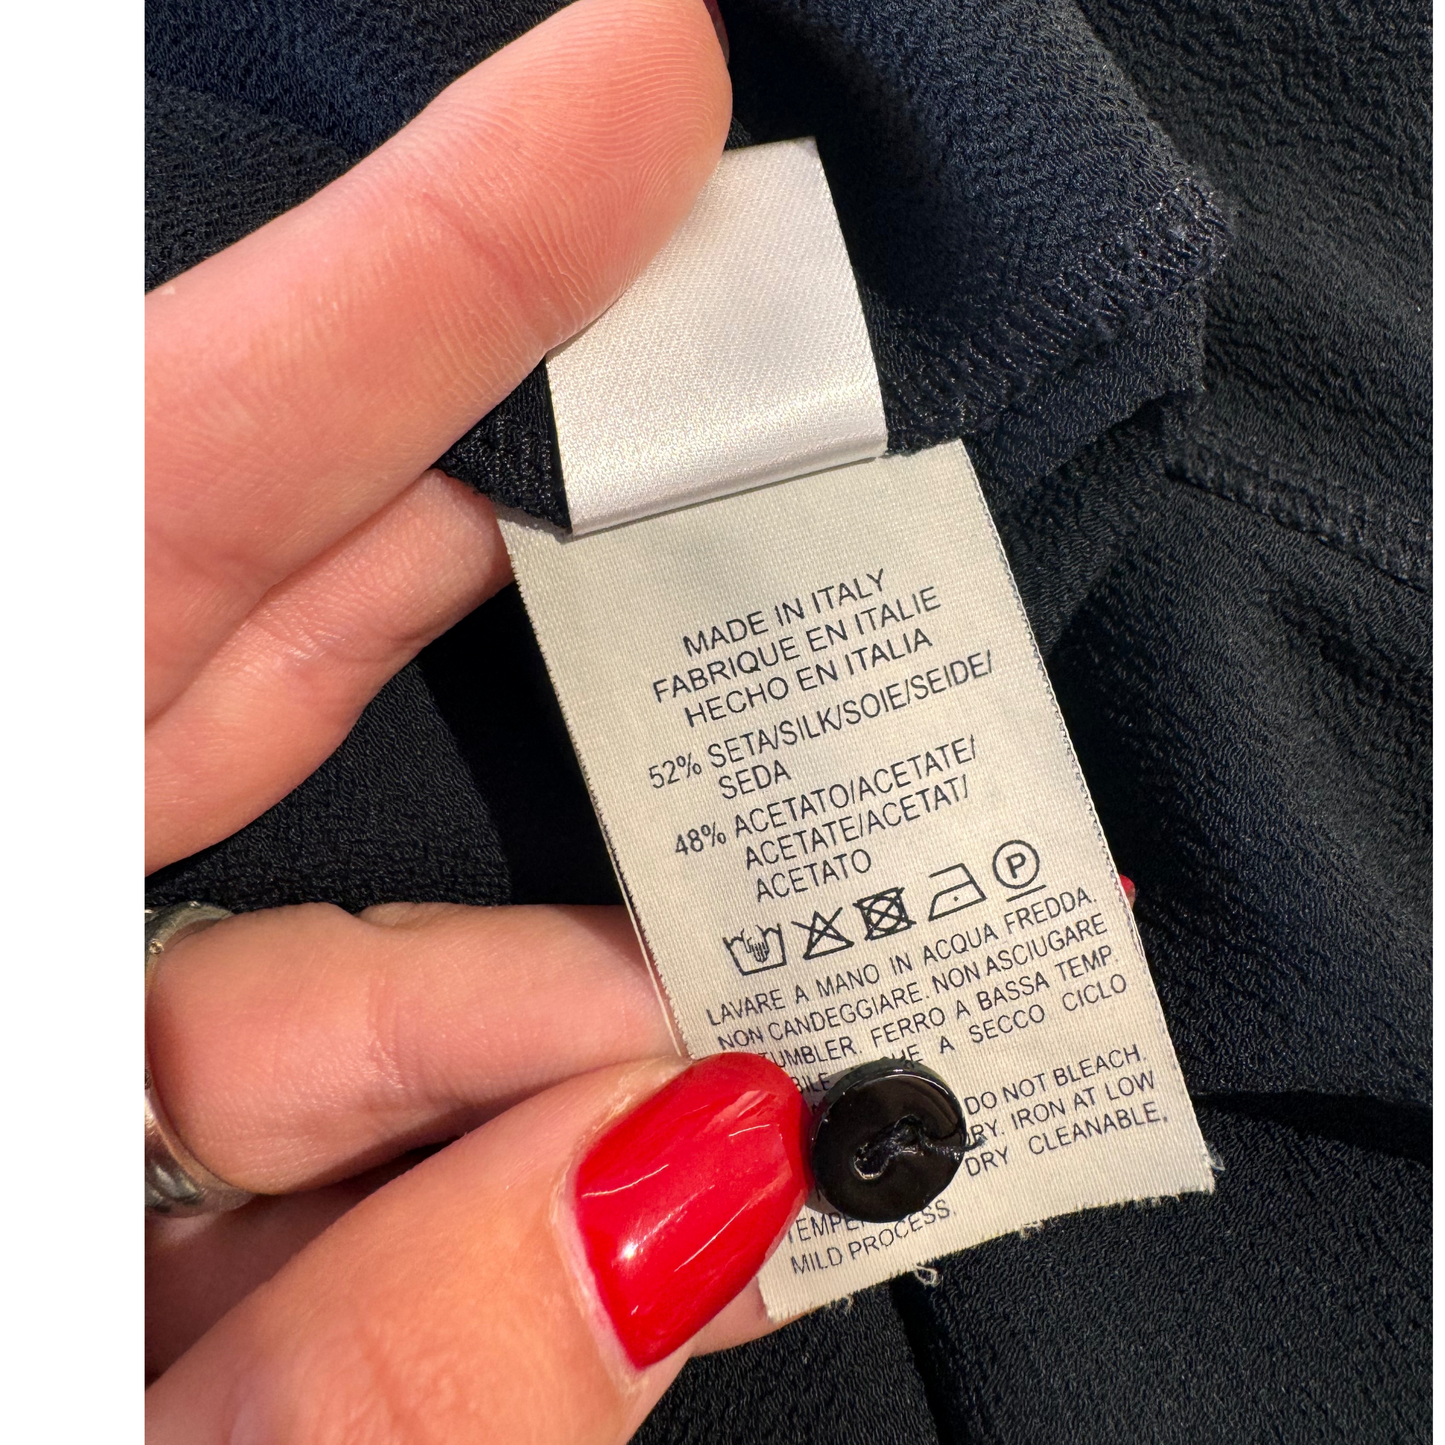 MADE IN ITALY
FABRIQUE EN ITALIE
HECHO EN ITALIA
52% SETA/SILK/SOIE/SEIDE/
SEDA
48% ACETATO/ACETATE/
ACETATE/ACETAT/
ACETATO
P
LAVARE A MANO IN ACQUA FREDDA.
NON CANDEGGIARE. NON ASCIUGARE
TUMBLER. FERRO A BASSA TEMP.
A SECCO CICLO
DO NOT BLEACH.
IRON AT LOW
DRY CLEANABLE,
MILD PROCESS.